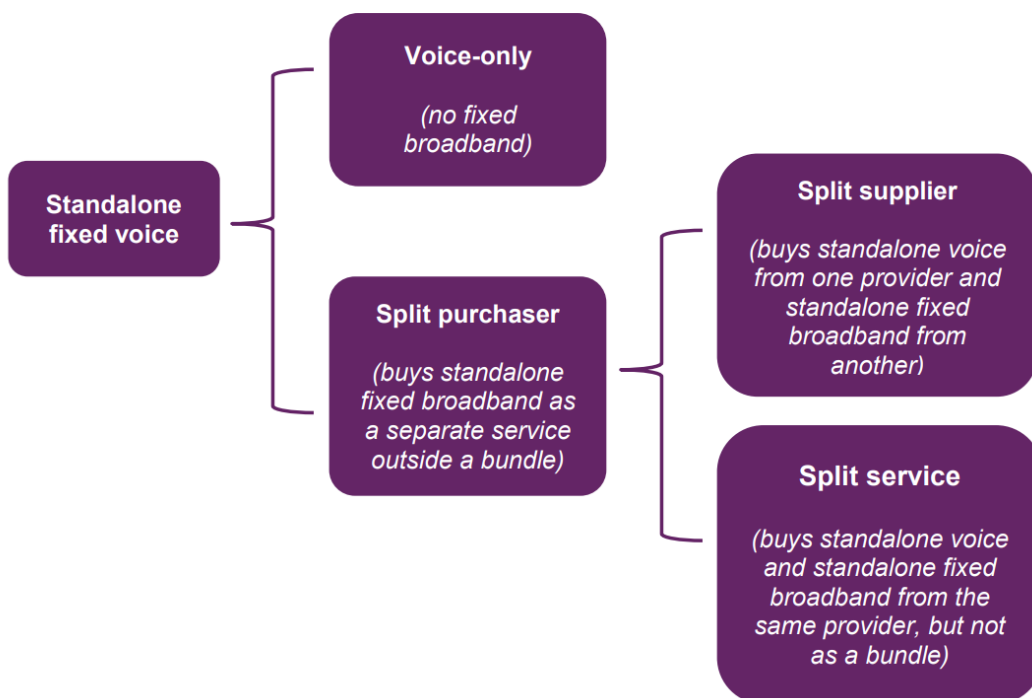 Standalone
fixed voice
Voice-only
(no fixed
broadband)
Split purchaser
(buys standalone
fixed broadband as
a separate service
outside a bundle)
Split supplier
(buys standalone voice
from one provider and
standalone fixed
broadband from
another)
Split service
(buys standalone voice
and standalone fixed
broadband from the
same provider, but not
as a bundle)